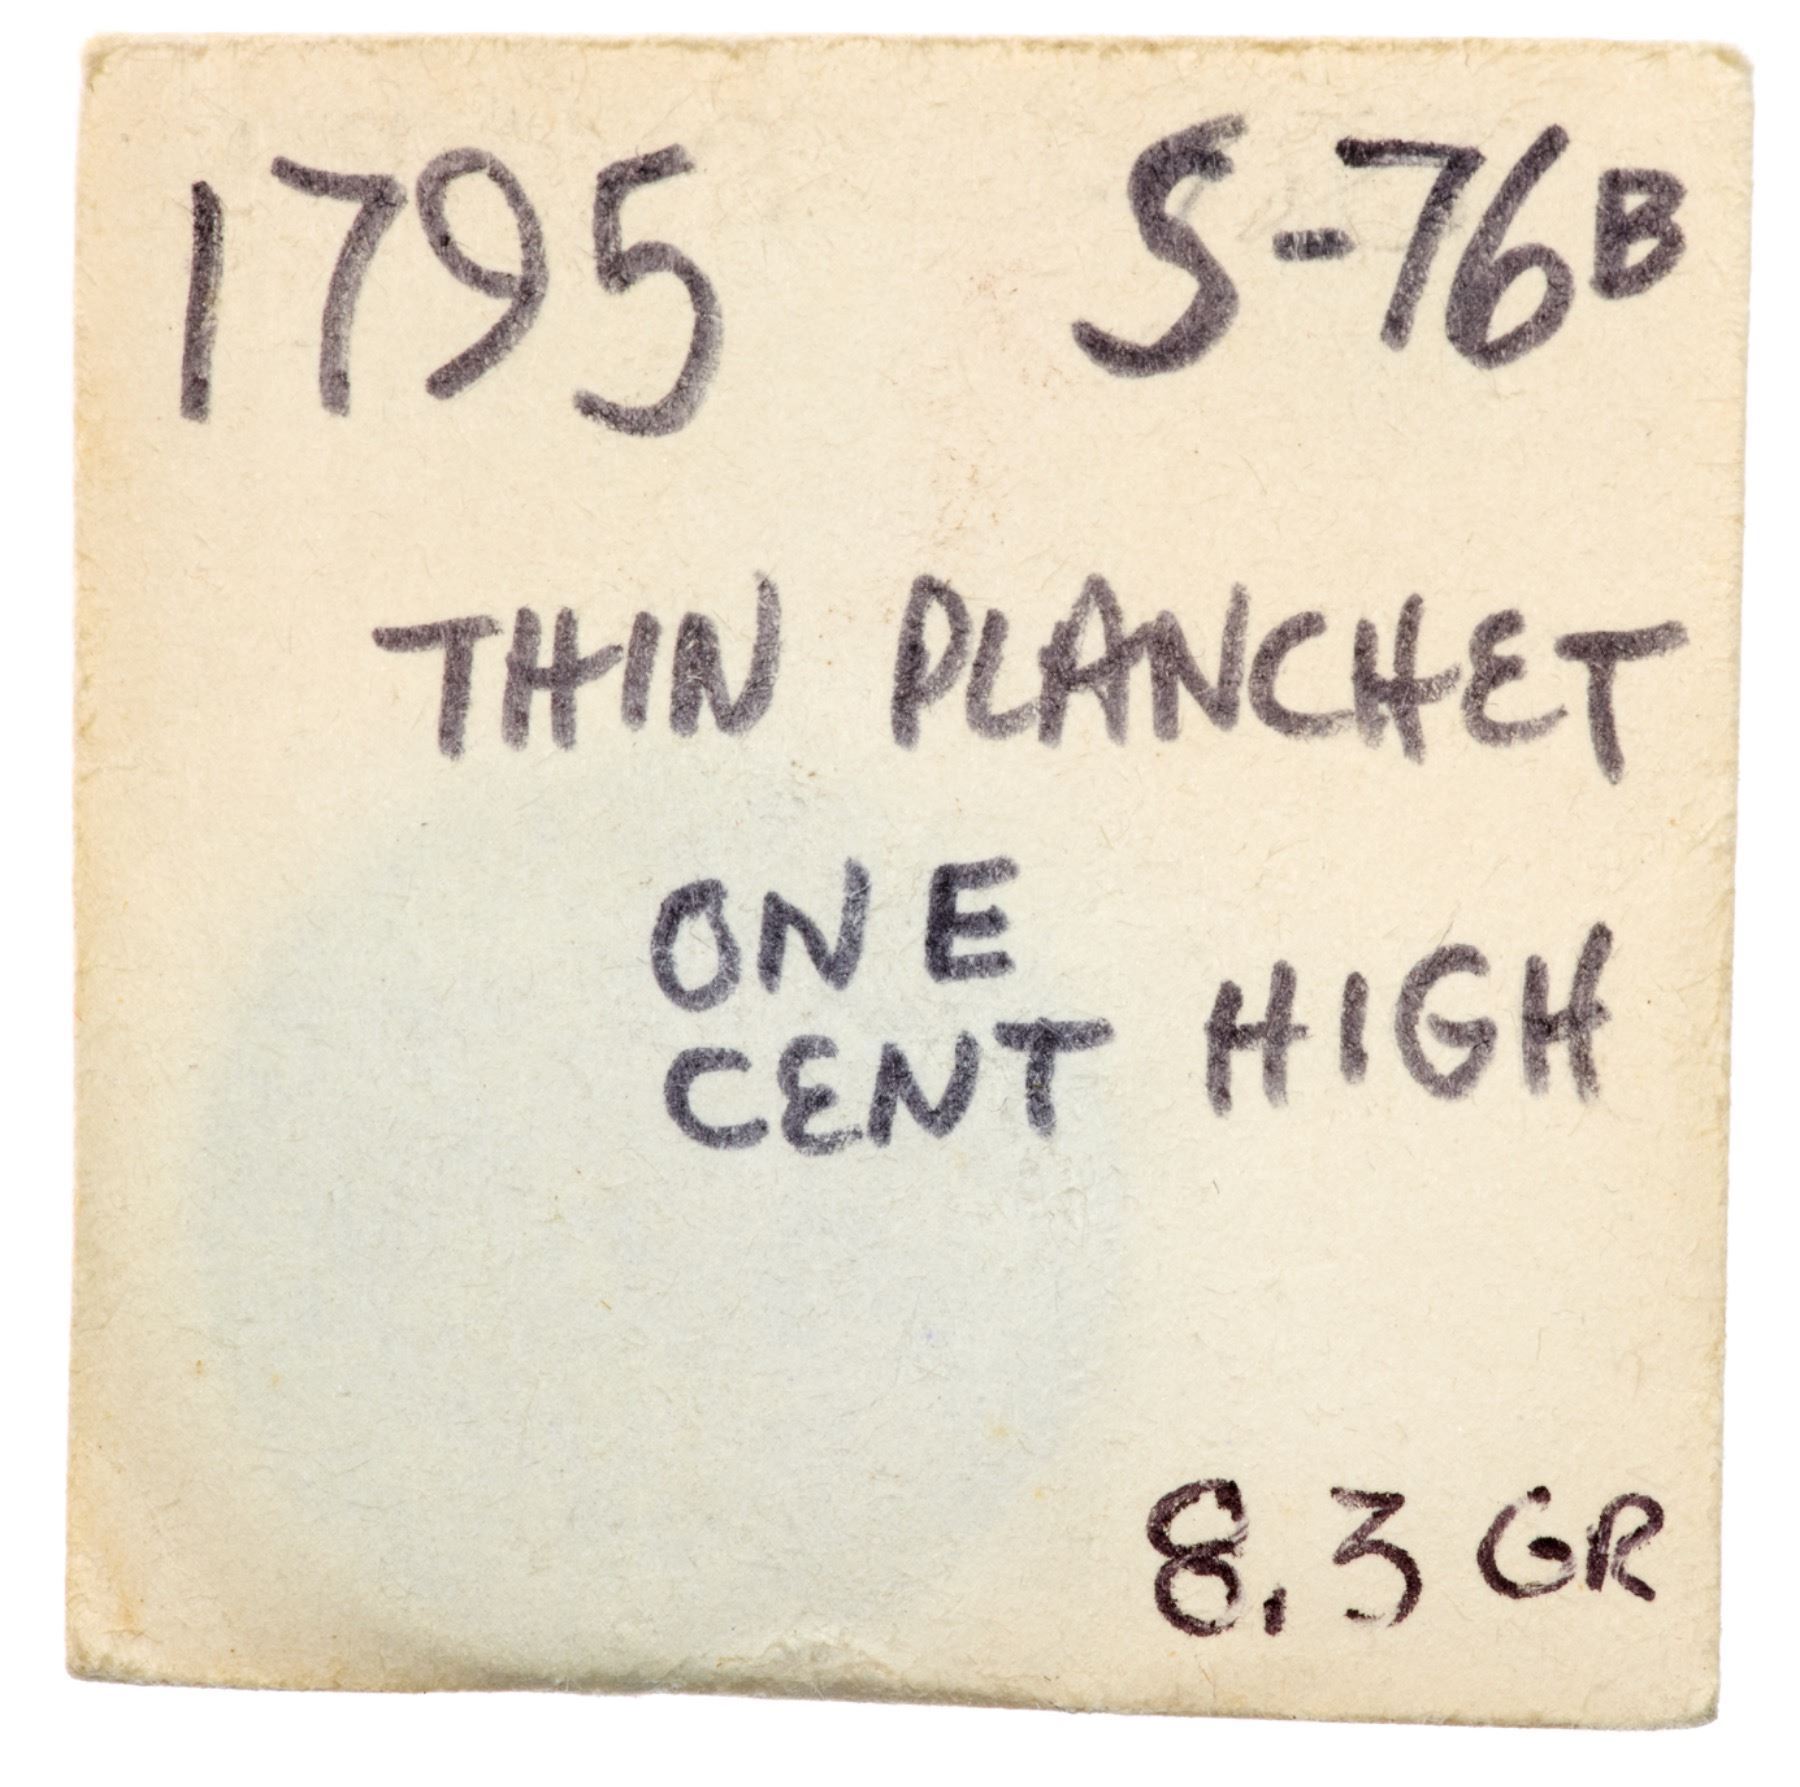 1795 S-76B
THIN PLANCHET
ONE
CENT HIGH
8.3 GR